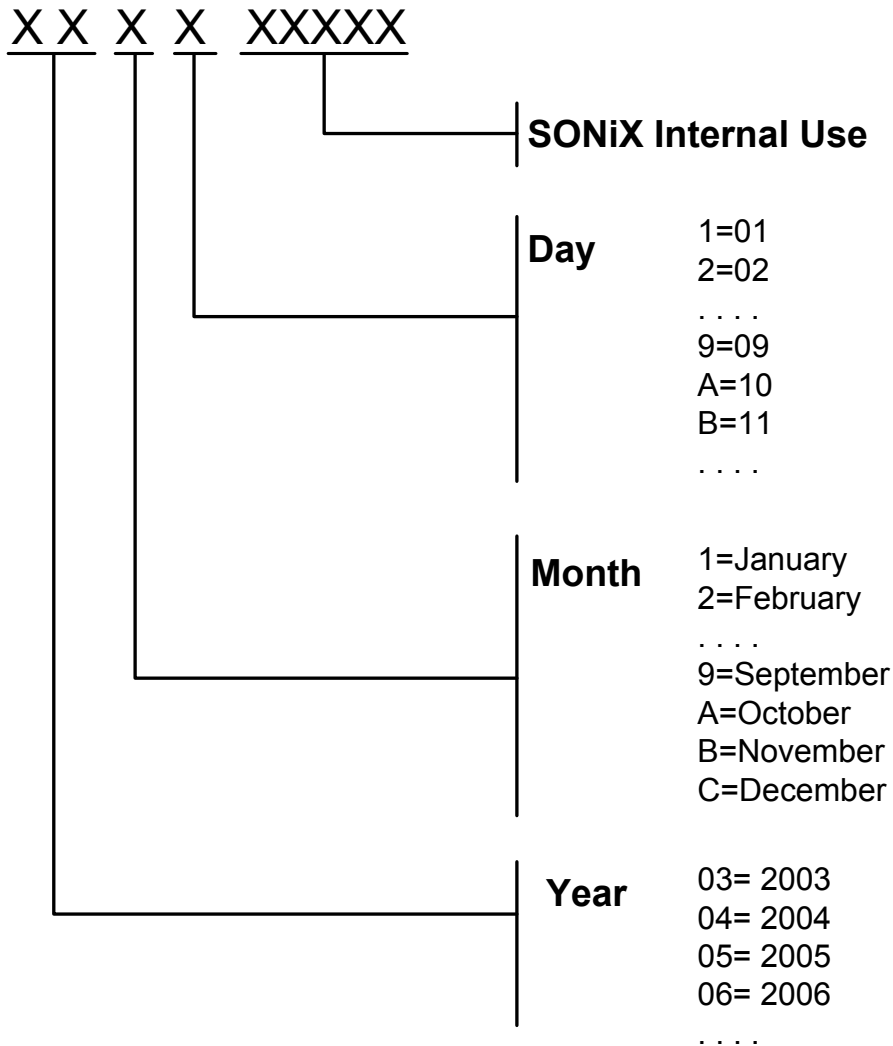 X X X X XXXXX
SONiX Internal Use
Day
1=01
2=02
. . . .
9=09
A=10
B=11
. . . .
Month
1=January
2=February
. . . .
9=September
A=October
B=November
C=December
Year
03= 2003
04= 2004
05= 2005
06= 2006
. . . .